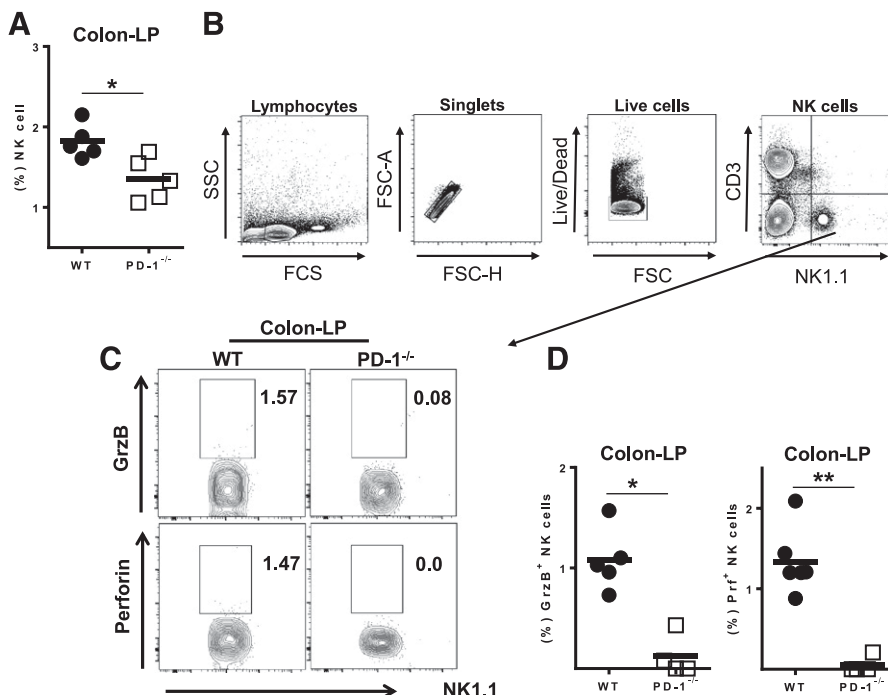 A
Colon-LP
*
3
2
1
(%) NK cell
WT
PD-1-/-
B
Lymphocytes
Singlets
Live cells
NK cells
SSC
FCS
FSC-A
FSC-H
Live/Dead
FSC
CD3
NK1.1
C
Colon-LP
WT
PD-1-/-
GrzB
1.57
0.08
Perforin
1.47
0.0
NK1.1
D
Colon-LP
*
2
1
(%) GrzB+ NK cells
WT
PD-1-/-
Colon-LP
**
2
1
(%) Prf+ NK cells
WT
PD-1-/-